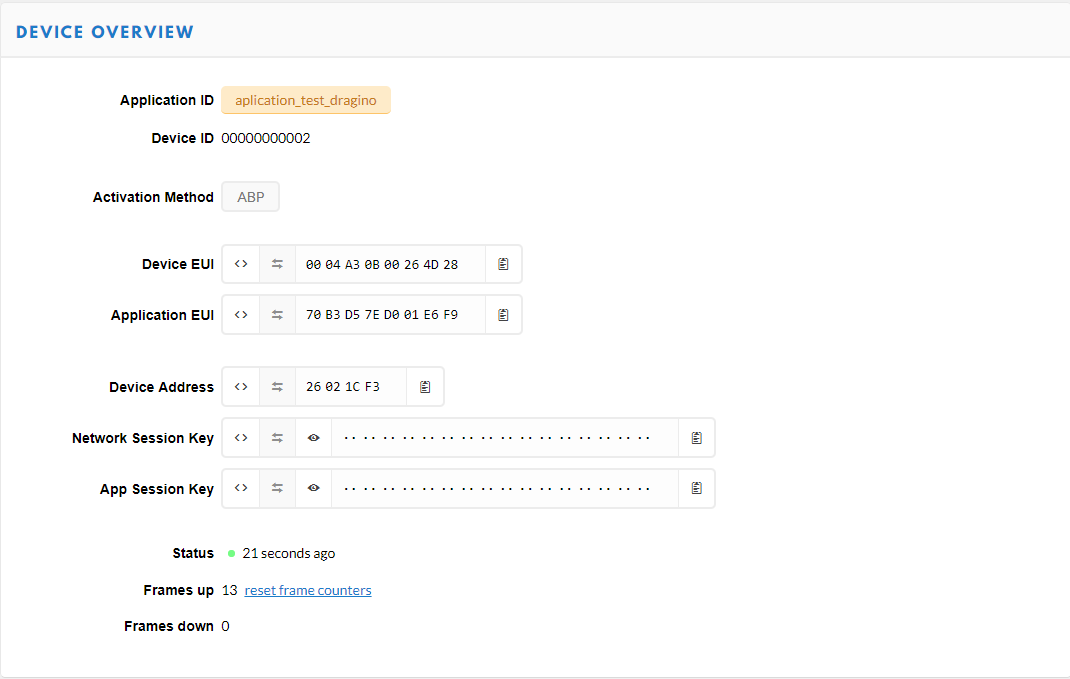 DEVICE OVERVIEW
Application ID aplication_test_dragino
Device ID 00000000002
Activation Method ABP
Device EUI <> 00 04 A3 0B 00 26 4D 28
Application EUI <> 70 B3 D5 7E D0 01 E6 F9
Device Address <> 26 02 1C F3
Network Session Key <> .. .. .. .. .. .. .. .. .. .. .. .. .. .. .. ..
App Session Key <> .. .. .. .. .. .. .. .. .. .. .. .. .. .. .. ..
Status 21 seconds ago
Frames up 13 reset frame counters
Frames down 0